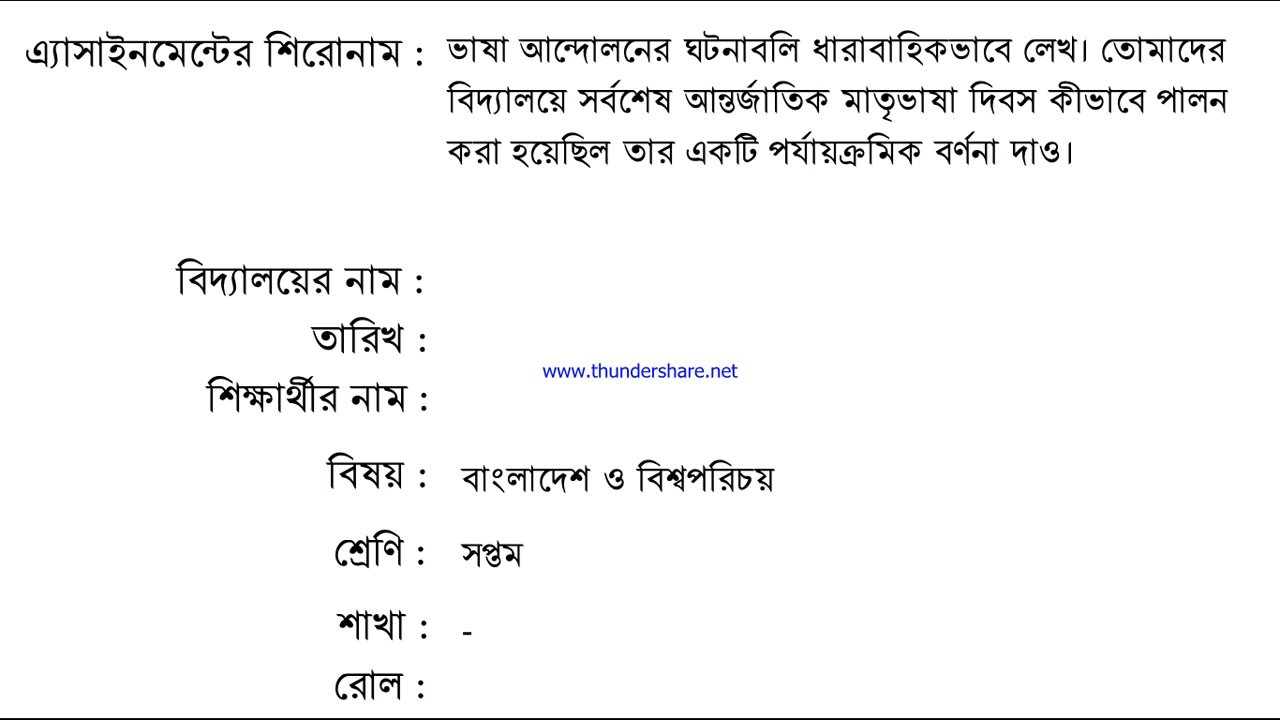 এ্যাসাইনমেন্টের শিরোনাম : ভাষা আন্দোলনের ঘটনাবলি ধারাবাহিকভাবে লেখ। তোমাদের
বিদ্যালয়ে সর্বশেষ আন্তর্জাতিক মাতৃভাষা দিবস কীভাবে পালন
করা হয়েছিল তার একটি পর্যায়ক্রমিক বর্ণনা দাও।
বিদ্যালয়ের নাম :
তারিখ :
www.thundershare.net
শিক্ষার্থীর নাম :
বিষয় : বাংলাদেশ ও বিশ্বপরিচয়
শ্রেণি : সপ্তম
শাখা : -
রোল :